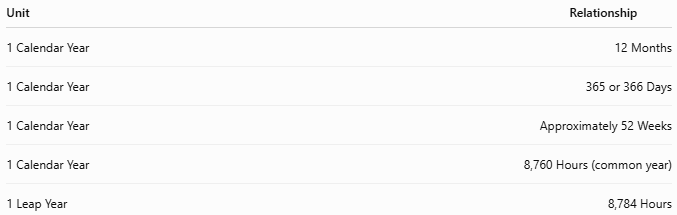 Unit Relationship
1 Calendar Year 12 Months
1 Calendar Year 365 or 366 Days
1 Calendar Year Approximately 52 Weeks
1 Calendar Year 8,760 Hours (common year)
1 Leap Year 8,784 Hours